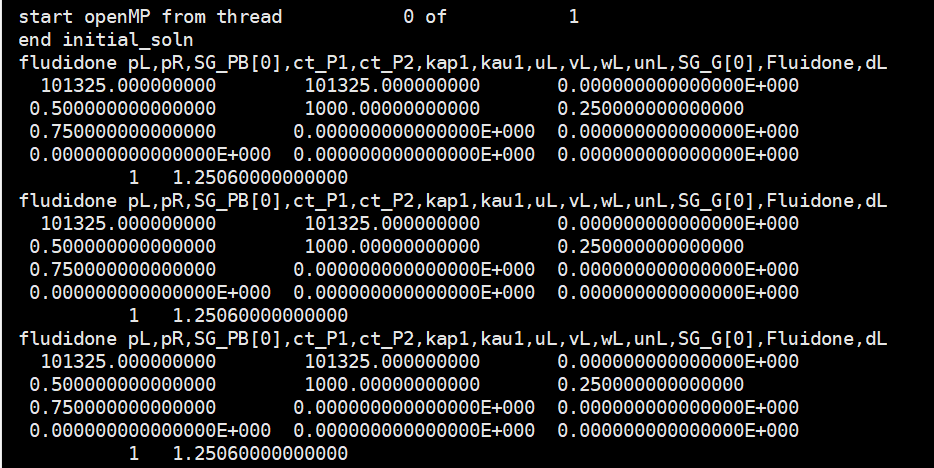 start openMP from thread           0 of           1
end initial_soln
fludidone pL,pR,SG_PB[0],ct_P1,ct_P2,kap1,kau1,uL,vL,wL,unL,SG_G[0],Fluidone,dL
  101325.000000000        101325.000000000       0.000000000000000E+000
 0.500000000000000        1000.00000000000       0.250000000000000
 0.750000000000000       0.000000000000000E+000  0.000000000000000E+000
 0.000000000000000E+000  0.000000000000000E+000  0.000000000000000E+000
          1   1.25060000000000
fludidone pL,pR,SG_PB[0],ct_P1,ct_P2,kap1,kau1,uL,vL,wL,unL,SG_G[0],Fluidone,dL
  101325.000000000        101325.000000000       0.000000000000000E+000
 0.500000000000000        1000.00000000000       0.250000000000000
 0.750000000000000       0.000000000000000E+000  0.000000000000000E+000
 0.000000000000000E+000  0.000000000000000E+000  0.000000000000000E+000
          1   1.25060000000000
fludidone pL,pR,SG_PB[0],ct_P1,ct_P2,kap1,kau1,uL,vL,wL,unL,SG_G[0],Fluidone,dL
  101325.000000000        101325.000000000       0.000000000000000E+000
 0.500000000000000        1000.00000000000       0.250000000000000
 0.750000000000000       0.000000000000000E+000  0.000000000000000E+000
 0.000000000000000E+000  0.000000000000000E+000  0.000000000000000E+000
          1   1.25060000000000